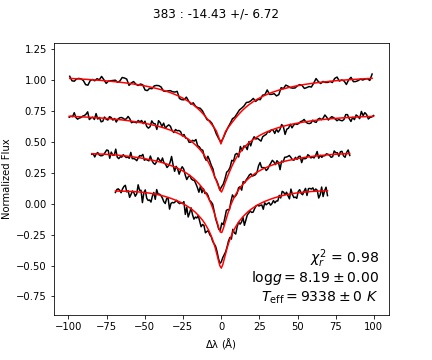 383 : -14.43 +/- 6.72
1.25
1.00
0.75
0.50
0.25
0.00
−0.25
−0.50
−0.75
Normalized Flux
χ²ᵣ = 0.98
logg = 8.19 ± 0.00
T_eff = 9338 ± 0 K
−100 −75 −50 −25 0 25 50 75 100
Δλ (Å)